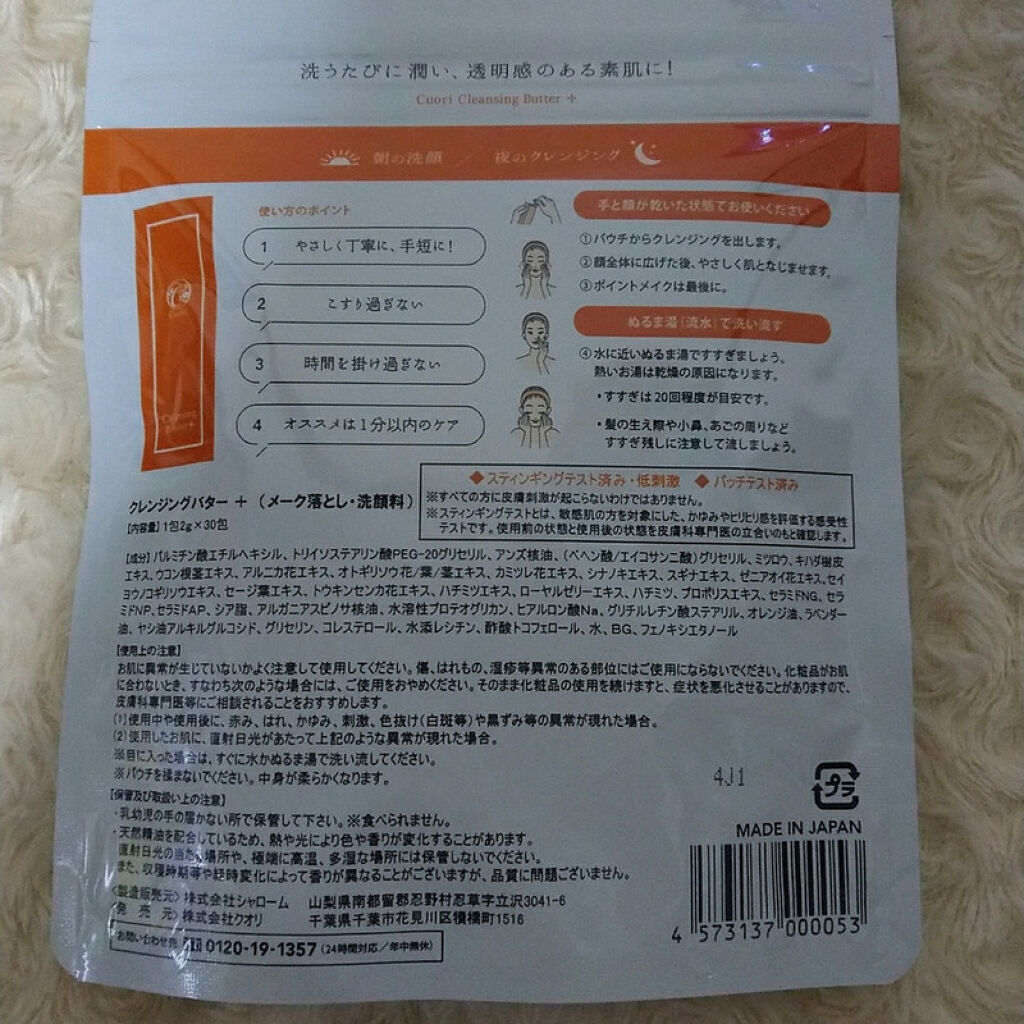 洗うたびに潤い、透明感のある素肌に!
Cuori Cleansing Butter +
朝の洗顔 / 夜のクレンジング
使い方のポイント
1 やさしく丁寧に、手短に!
2 こすり過ぎない
3 時間を掛け過ぎない
4 オススメは1分以内のケア
手と顔が乾いた状態でお使いください
①パウチからクレンジングを出します。
②顔全体に広げた後、やさしく肌となじませます。
③ポイントメイクは最後に。
ぬるま湯(流水)で洗い流す
④水に近いぬるま湯ですすぎましょう。
熱いお湯は乾燥の原因になります。
・すすぎは20回程度が目安です。
・髪の生え際や小鼻、あごの周りなど
すすぎ残しに注意して流しましょう。
クレンジングバター + (メーク落とし・洗顔料)
【内容量】1包2g×30包
◆スティンギングテスト済み・低刺激 ◆パッチテスト済み
※すべての方に皮膚刺激が起こらないわけではありません。
※スティンギングテストとは、敏感肌の方を対象にした、かゆみやヒリヒリ感を評価する感受性
テストです。使用前の状態と使用後の状態を皮膚科専門医の立合いのもと確認します。
【成分】パルミチン酸エチルヘキシル、トリイソステアリン酸PEG-20グリセリル、アンズ核油、(ベヘン酸/エイコサン二酸)グリセリル、ミツロウ、キハダ樹皮
エキス、ウコン根茎エキス、アルニカ花エキス、オトギリソウ花/葉/茎エキス、カミツレ花エキス、シナノキエキス、スギナエキス、ゼニアオイ花エキス、セイ
ヨウノコギリソウエキス、セージ葉エキス、トウキンセンカ花エキス、ハチミツエキス、ローヤルゼリーエキス、ハチミツ、プロポリスエキス、セラミドNG、セラ
ミドNP、セラミドAP、シア脂、アルガニアスピノサ核油、水溶性プロテオグリカン、ヒアルロン酸Na、グリチルレチン酸ステアリル、オレンジ油、ラベンダー
油、ヤシ油アルキルグルコシド、グリセリン、コレステロール、水添レシチン、酢酸トコフェロール、水、BG、フェノキシエタノール
【使用上の注意】
お肌に異常が生じていないかよく注意して使用してください。傷、はれもの、湿疹等異常のある部位にはご使用にならないでください。化粧品がお肌
に合わないとき、すなわち次のような場合には、ご使用をおやめください。そのまま化粧品の使用を続けますと、症状を悪化させることがありますので、
皮膚科専門医等にご相談されることをおすすめします。
(1)使用中や使用後に、赤み、はれ、かゆみ、刺激、色抜け(白斑等)や黒ずみ等の異常が現れた場合。
(2)使用したお肌に、直射日光があたって上記のような異常が現れた場合。
※目に入った場合は、すぐに水かぬるま湯で洗い流してください。
※パウチを揉まないでください。中身が柔らかくなります。
【保管及び取扱い上の注意】
・乳幼児の手の届かない所で保管して下さい。※食べられません。
・天然精油を配合しているため、熱や光により色や香りが変化することがあります。
直射日光の当たる場所や、極端に高温、多湿な場所には保管しないでください。
また、収穫時期等や経時変化によって香りが異なることがございますが、品質に問題ございません。
<製造販売元> 株式会社シャローム 山梨県南都留郡忍野村忍草字立沢3041-6
<発売元> 株式会社クオリ 千葉県千葉市花見川区犢橋町1516
お問い合わせ先 0120-19-1357 (24時間対応/年中無休)
4J1
プラ
MADE IN JAPAN
4 573137 000053